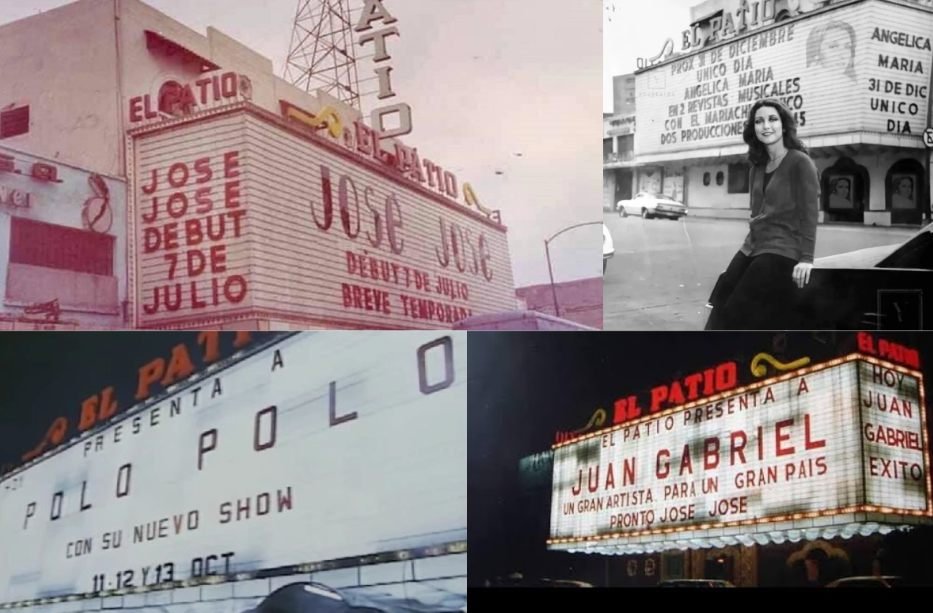 EL PATIO
PATIO
EL PATIO
JOSE
JOSE
DEBUT
7 DE
JULIO
JOSE JOSE
DEBUT 7 DE JULIO
BREVE TEMPORADA
EL PATIO
PROX 31 DE DICIEMBRE
UNICO DIA
ANGELICA MARIA
EN 2 REVISTAS MUSICALES
CON EL MARIACHI
DOS PRODUCCIONES
ANGELICA
MARIA
31 DE DIC
UNICO
DIA
EL PATIO
PRESENTA A
POLO POLO
CON SU NUEVO SHOW
11·12 Y 13 OCT
EL PATIO
EL PATIO PRESENTA A
JUAN GABRIEL
UN GRAN ARTISTA PARA UN GRAN PAIS
PRONTO JOSE JOSE
EL PATIO
HOY
JUAN
GABRIEL
EXITO